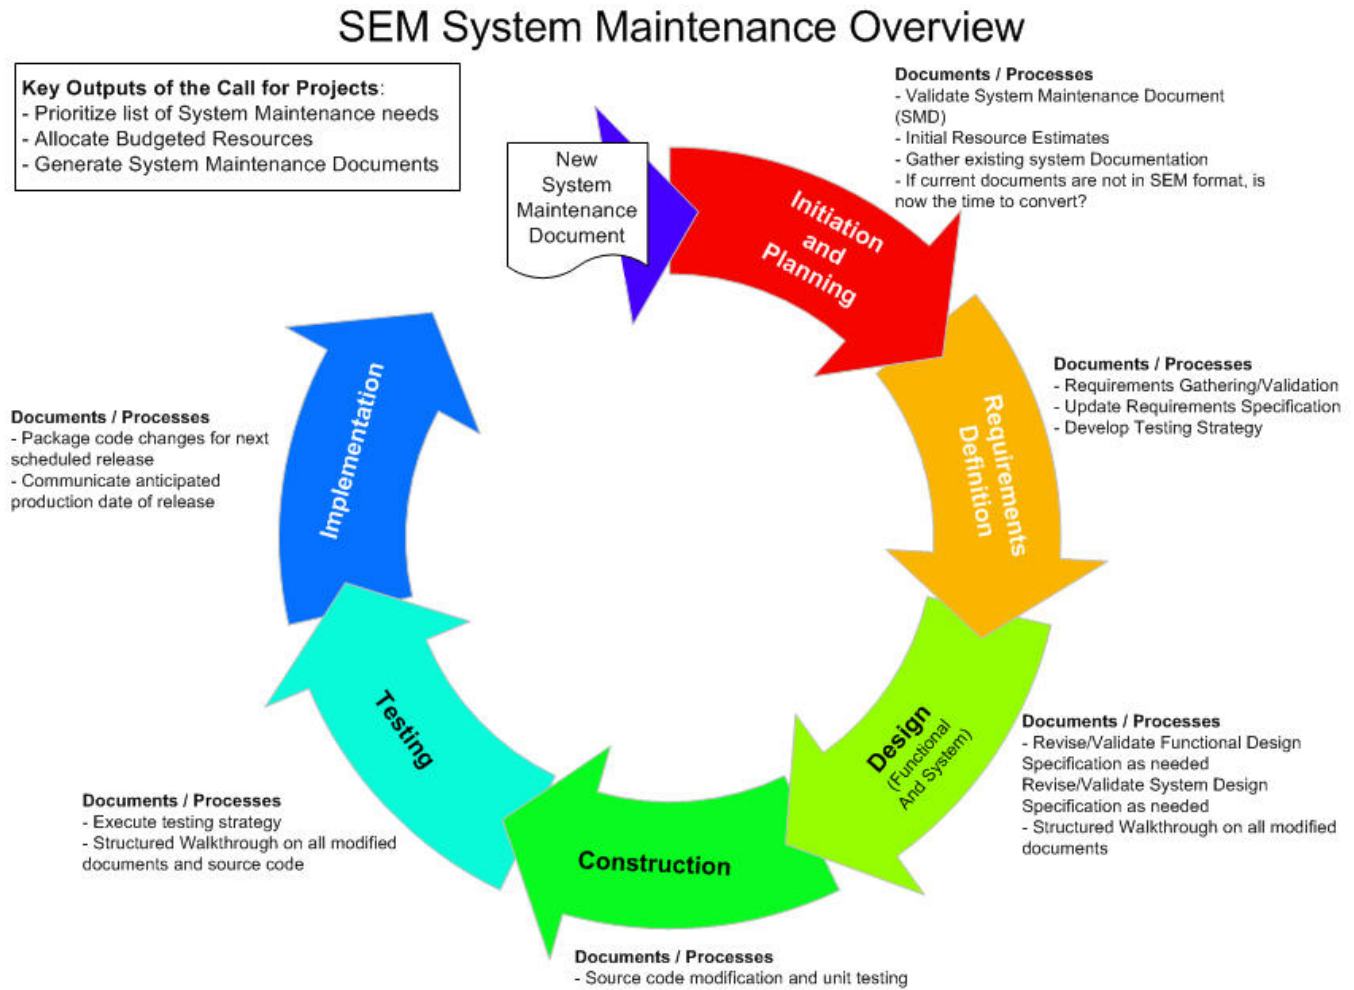 SEM System Maintenance Overview
Key Outputs of the Call for Projects:
- Prioritize list of System Maintenance needs
- Allocate Budgeted Resources
- Generate System Maintenance Documents
New
System
Maintenance
Document
Initiation
and
Planning
Documents / Processes
- Validate System Maintenance Document
(SMD)
- Initial Resource Estimates
- Gather existing system Documentation
- If current documents are not in SEM format, is
now the time to convert?
Requirements
Definition
Documents / Processes
- Requirements Gathering/Validation
- Update Requirements Specification
- Develop Testing Strategy
Design
(Functional
And System)
Documents / Processes
- Revise/Validate Functional Design
Specification as needed
Revise/Validate System Design
Specification as needed
- Structured Walkthrough on all modified
documents
Construction
Documents / Processes
- Source code modification and unit testing
Testing
Documents / Processes
- Execute testing strategy
- Structured Walkthrough on all modified
documents and source code
Implementation
Documents / Processes
- Package code changes for next
scheduled release
- Communicate anticipated
production date of release